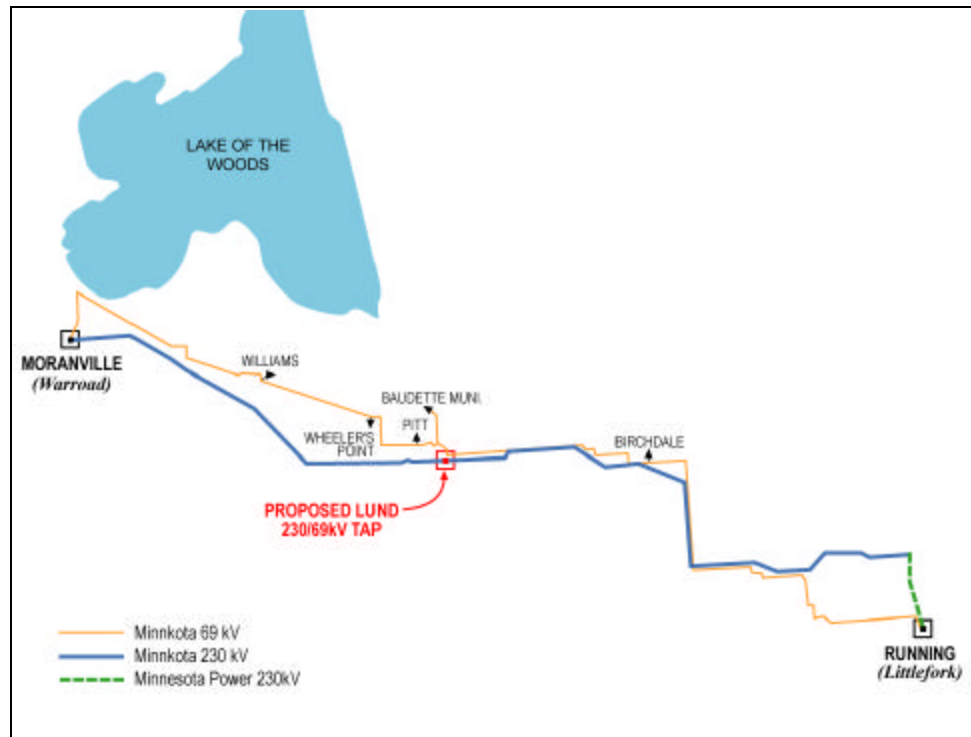 LAKE OF THE
WOODS
MORANVILLE
(Warroad)
WILLIAMS
BAUDETTE MUNI.
WHEELER'S
POINT
PITT
BIRCHDALE
PROPOSED LUND
230/69kV TAP
Minnkota 69 kV
Minnkota 230 kV
Minnesota Power 230kV
RUNNING
(Littlefork)